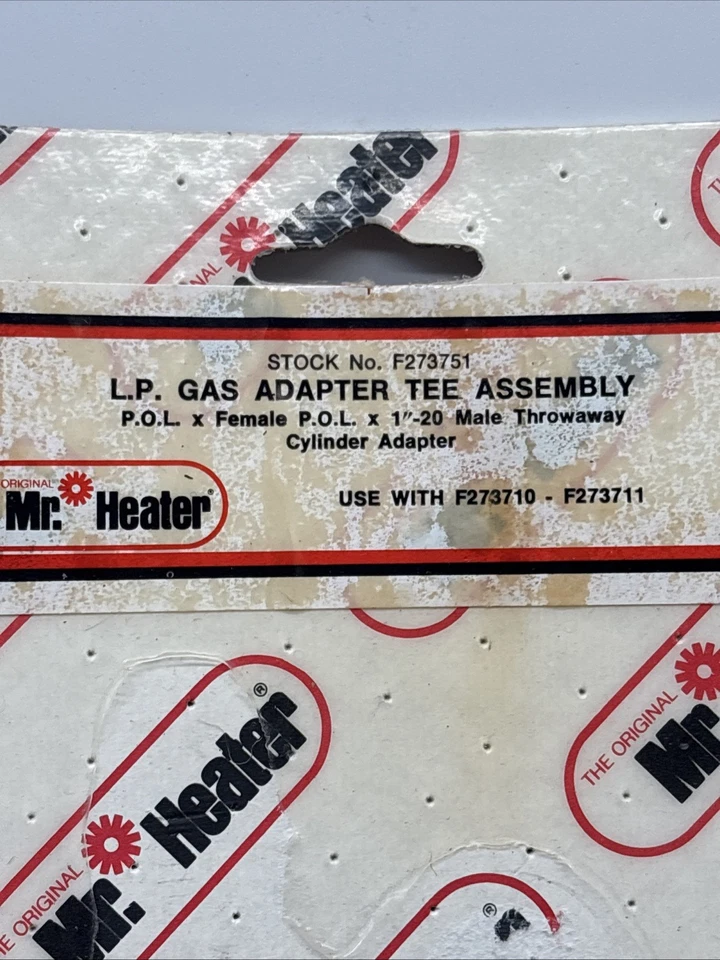 Heater
STOCK No. F273751
L.P. GAS ADAPTER TEE ASSEMBLY
P.O.L. x Female P.O.L. x 1"-20 Male Throwaway
Cylinder Adapter
ORIGINAL
Mr. Heater®
USE WITH F273710 - F273711
®
Mr. Heater
ORIGINAL
THE ORIGINAL
Mr.
®